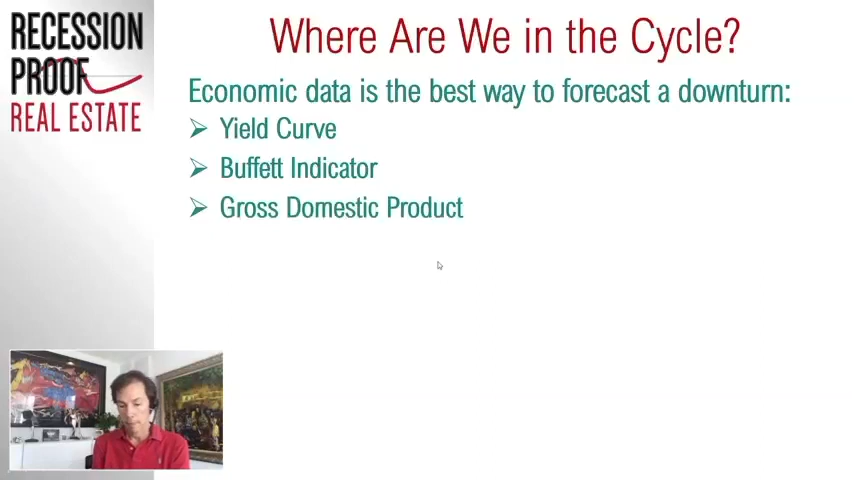 RECESSION
PROOF
REAL ESTATE
Where Are We in the Cycle?
Economic data is the best way to forecast a downturn:
Yield Curve
Buffett Indicator
Gross Domestic Product